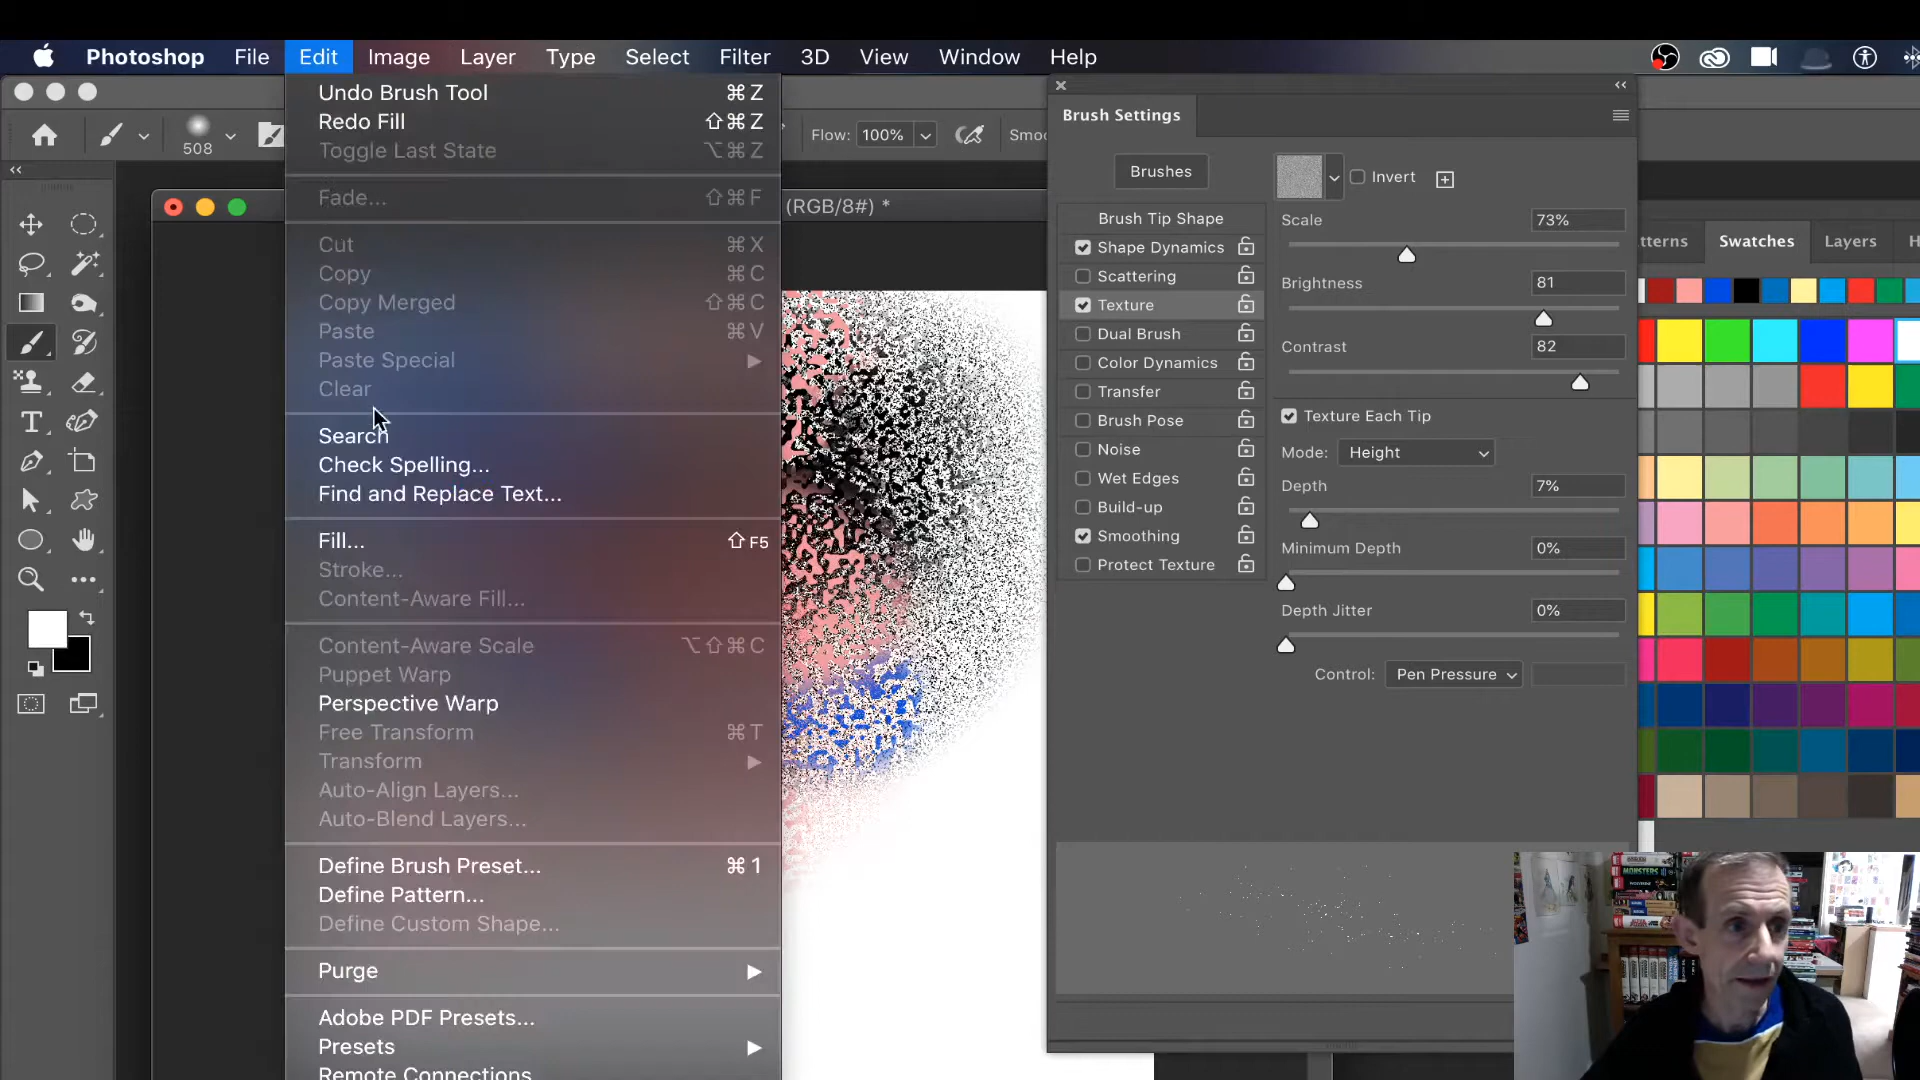 Photoshop File Edit Image Layer Type Select Filter 3D View Window Help
508
Flow: 100%
Smoo
(RGB/8#) *
Undo Brush Tool ⌘Z
Redo Fill ⇧⌘Z
Toggle Last State ⌥⌘Z
Fade... ⇧⌘F
Cut ⌘X
Copy ⌘C
Copy Merged ⇧⌘C
Paste ⌘V
Paste Special
Clear
Search
Check Spelling...
Find and Replace Text...
Fill... ⇧F5
Stroke...
Content-Aware Fill...
Content-Aware Scale ⌥⇧⌘C
Puppet Warp
Perspective Warp
Free Transform ⌘T
Transform
Auto-Align Layers...
Auto-Blend Layers...
Define Brush Preset... ⌘1
Define Pattern...
Define Custom Shape...
Purge
Adobe PDF Presets...
Presets
Remote Connections
Brush Settings
Brushes
Brush Tip Shape
Shape Dynamics
Scattering
Texture
Dual Brush
Color Dynamics
Transfer
Brush Pose
Noise
Wet Edges
Build-up
Smoothing
Protect Texture
Invert
Scale 73%
Brightness 81
Contrast 82
Texture Each Tip
Mode: Height
Depth 7%
Minimum Depth 0%
Depth Jitter 0%
Control: Pen Pressure
tterns Swatches Layers H
MONSTERS